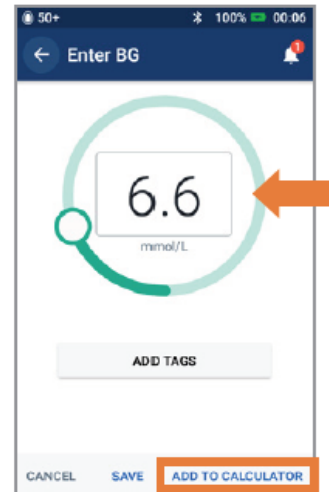 50+ 100% 00:06
Enter BG
1
6.6
mmol/L
ADD TAGS
CANCEL SAVE ADD TO CALCULATOR